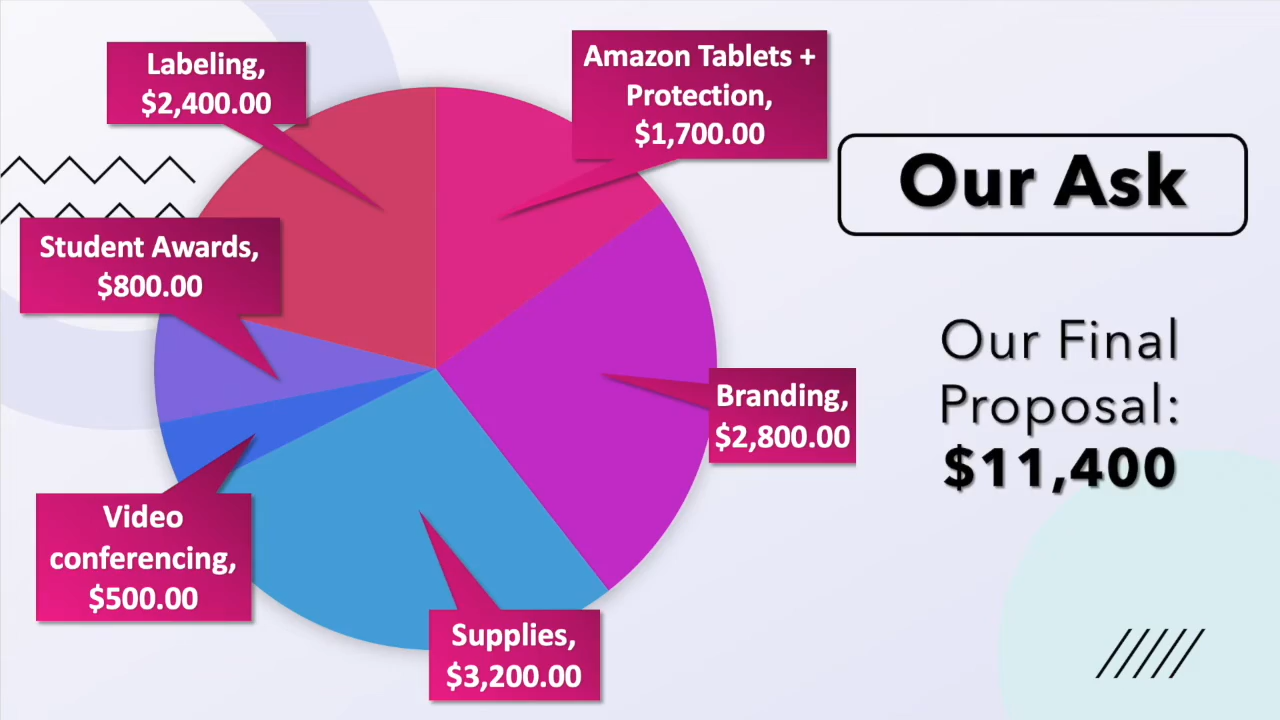 Labeling,
$2,400.00
Amazon Tablets +
Protection,
$1,700.00
Our Ask
Student Awards,
$800.00
Our Final
Proposal:
$11,400
Branding,
$2,800.00
Video
conferencing,
$500.00
Supplies,
$3,200.00